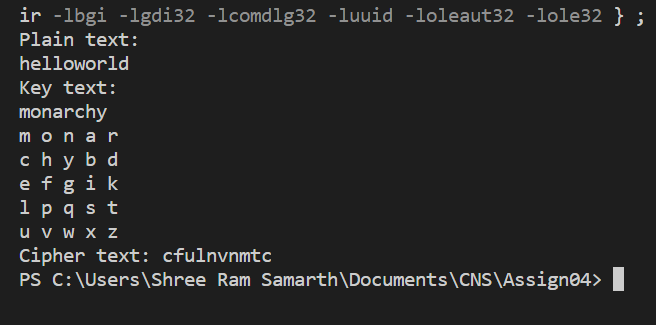 ir -lbgi -lgdi32 -lcomdlg32 -luuid -loleaut32 -lole32 } ;
Plain text:
helloworld
Key text:
monarchy
m o n a r
c h y b d
e f g i k
l p q s t
u v w x z
Cipher text: cfulnvnmtc
PS C:\Users\Shree Ram Samarth\Documents\CNS\Assign04>